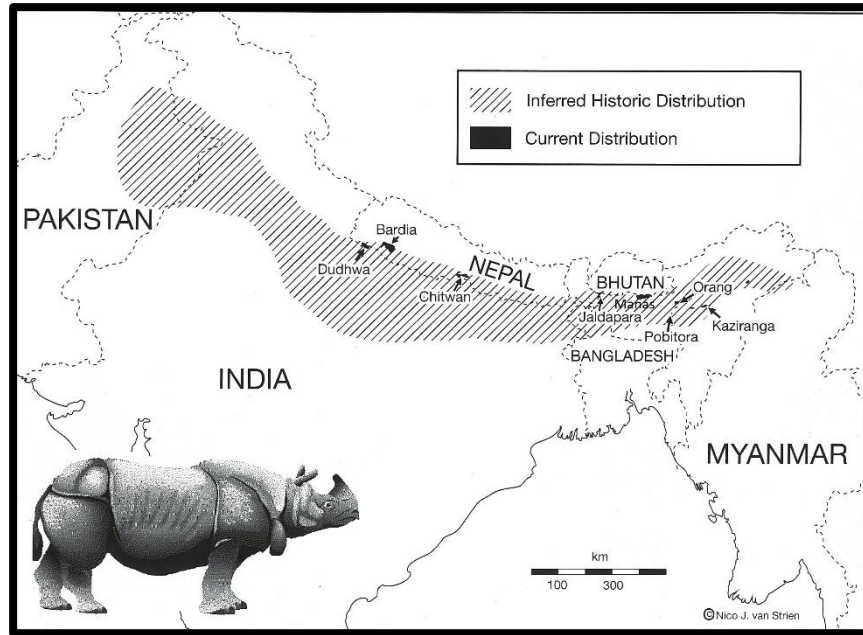 Inferred Historic Distribution
Current Distribution
PAKISTAN
Bardia
Dudhwa
NEPAL
Chitwan
BHUTAN
Orang
Manas
Jaldapara
Kaziranga
Pobitora
BANGLADESH
INDIA
MYANMAR
km
100 300
© Nico J. van Strien